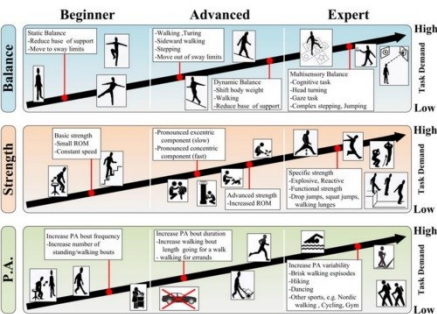 Beginner
Advanced
Expert
Balance
Static Balance
-Reduce base of support
-Move to sway limits
-Walking ,Turing
-Sideward walking
-Stepping
-Move out of sway limits
Dynamic Balance
-Shift body weight
-Walking
-Reduce base of support
Multisensory Balance
-Cognitive task
-Head turning
-Gaze task
-Complex stepping, Jumping
High
Task Demand
Low
Strength
Basic strength
-Small ROM
-Constant speed
-Pronounced excentric
component (slow)
-Pronounced concentric
component (fast)
Advanced strength
-Increased ROM
Specific strength
-Explosive, Reactive
-Functional strength
-Drop jumps, squat jumps,
walking lunges
High
Task Demand
Low
P.A.
Increase PA bout frequency
-Increase number of
standing/walking bouts
Increase PA bout duration
-Increase walking bout
length going for a walk
-walking for errands
Increase PA variability
-Brisk walking espisodes
-Hiking
-Dancing
-Other sports, e.g. Nordic
walking , Cycling, Gym
High
Task Demand
Low